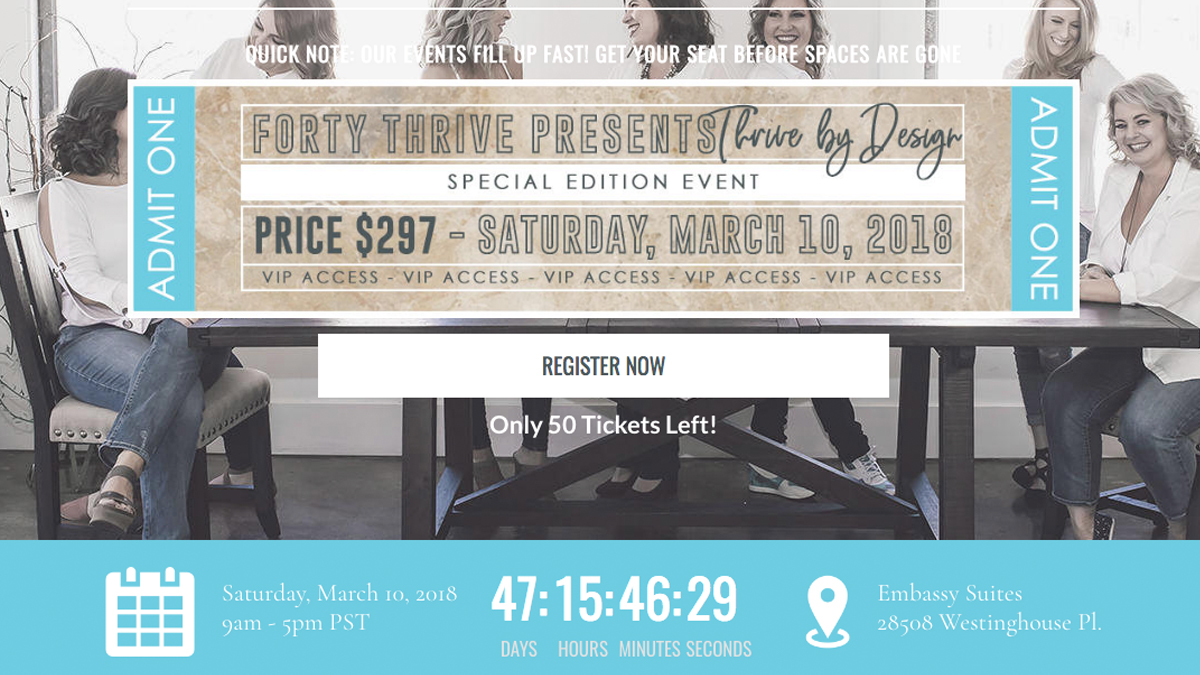 QUICK NOTE: OUR EVENTS FILL UP FAST! GET YOUR SEAT BEFORE SPACES ARE GONE
ADMIT ONE
FORTY THRIVE PRESENTS Thrive by Design
SPECIAL EDITION EVENT
PRICE $297 - SATURDAY, MARCH 10, 2018
VIP ACCESS - VIP ACCESS - VIP ACCESS - VIP ACCESS - VIP ACCESS
ADMIT ONE
REGISTER NOW
Only 50 Tickets Left!
Saturday, March 10, 2018
9am - 5pm PST
47:15:46:29
DAYS HOURS MINUTES SECONDS
Embassy Suites
28508 Westinghouse Pl.